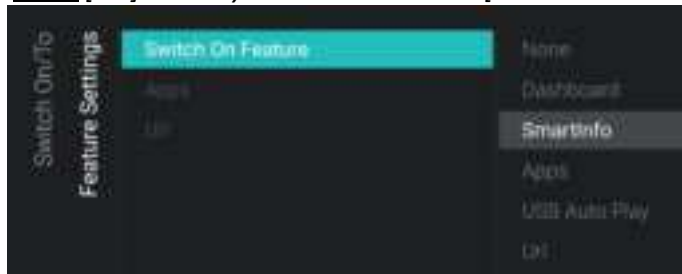 Switch On/To
Feature Settings
Switch On Feature
Apps
Url
None
Dashboard
SmartInfo
Apps
USB Auto Play
Url